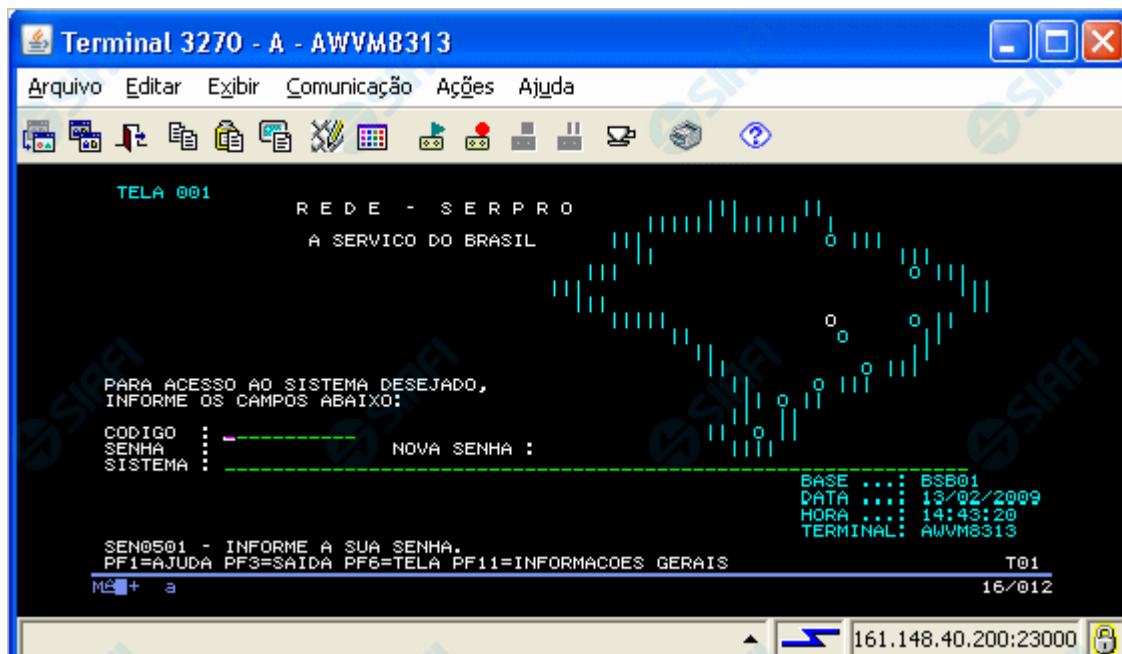 Terminal 3270 - A - AWVM8313
Arquivo Editar Exibir Comunicação Ações Ajuda
TELA 001
R E D E - S E R P R O
A SERVICO DO BRASIL
PARA ACESSO AO SISTEMA DESEJADO,
INFORME OS CAMPOS ABAIXO:
CODIGO :
SENHA : NOVA SENHA :
SISTEMA :
BASE ...: BSB01
DATA ...: 13/02/2009
HORA ...: 14:43:20
TERMINAL: AWVM8313
SEN0501 - INFORME A SUA SENHA.
PF1=AJUDA PF3=SAIDA PF6=TELA PF11=INFORMACOES GERAIS T01
a 16/012
161.148.40.200:23000
SIAFI